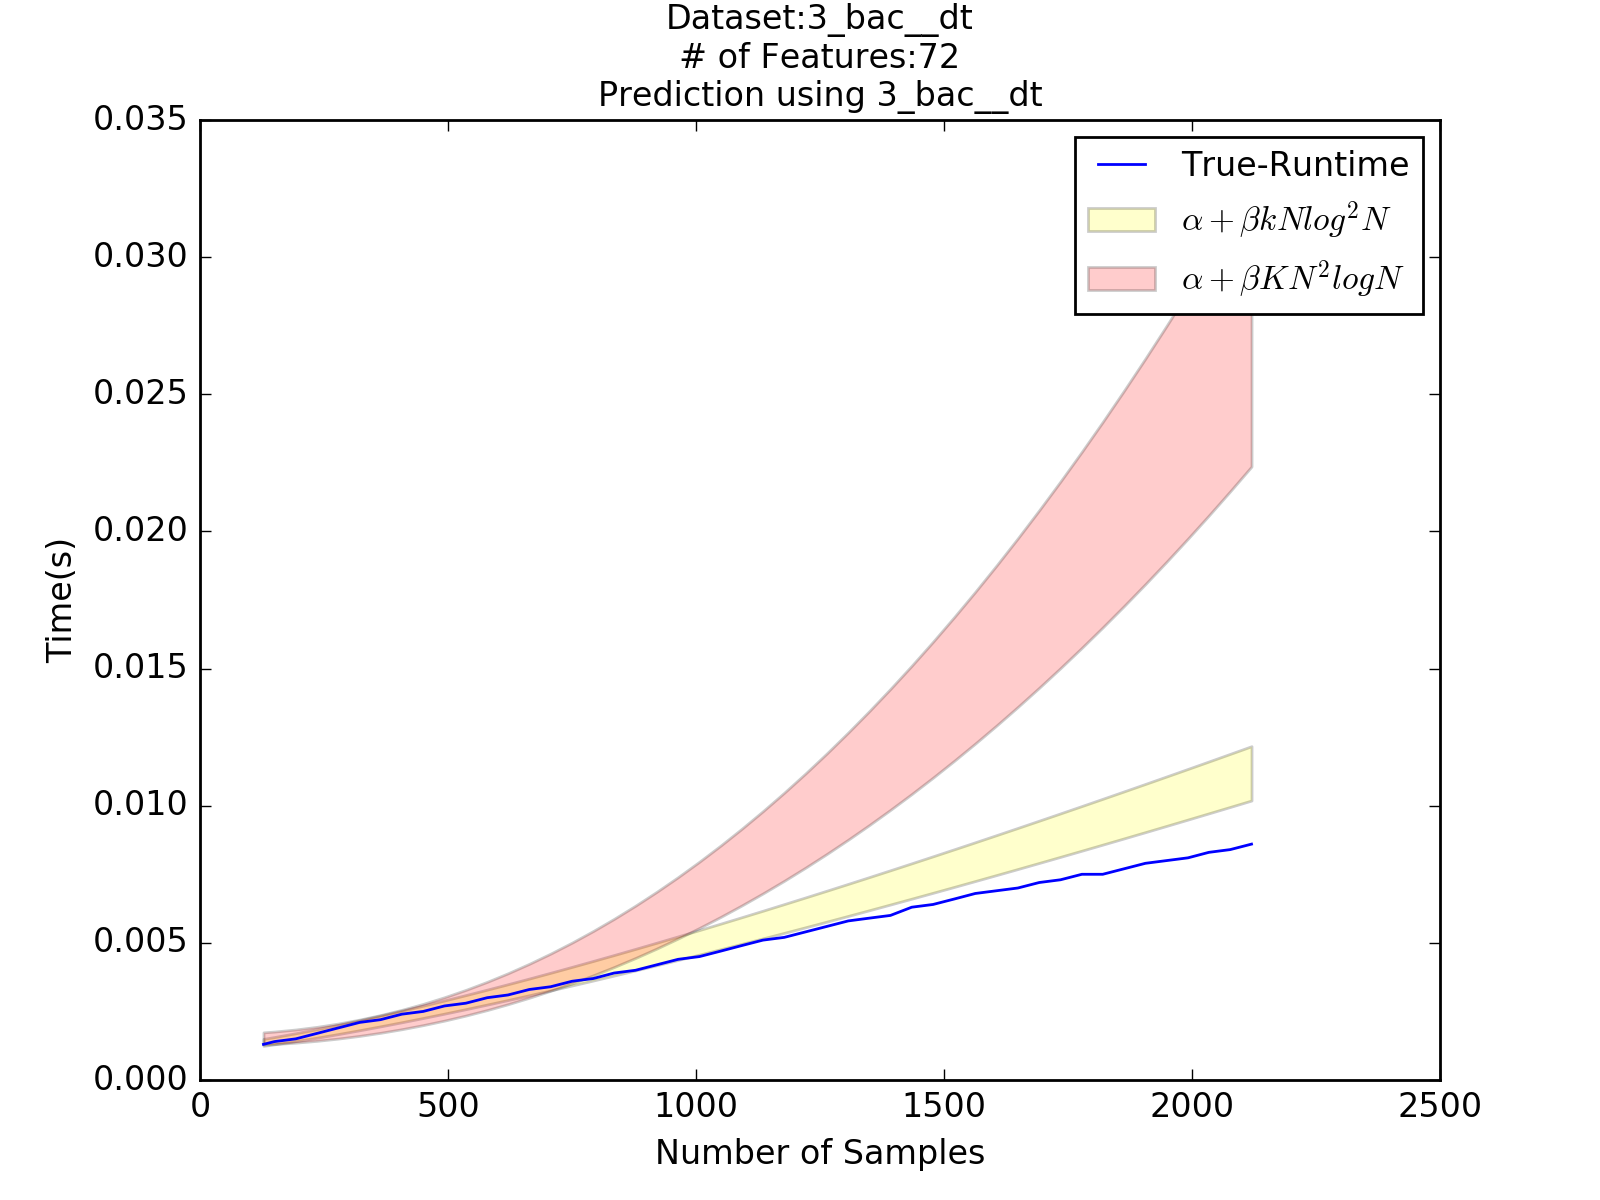 Dataset:3_bac__dt
# of Features:72
Prediction using 3_bac__dt
0.035
0.030
0.025
0.020
0.015
0.010
0.005
0.000
Time(s)
True-Runtime
α + βkNlog²N
α + βKN²logN
0 500 1000 1500 2000 2500
Number of Samples